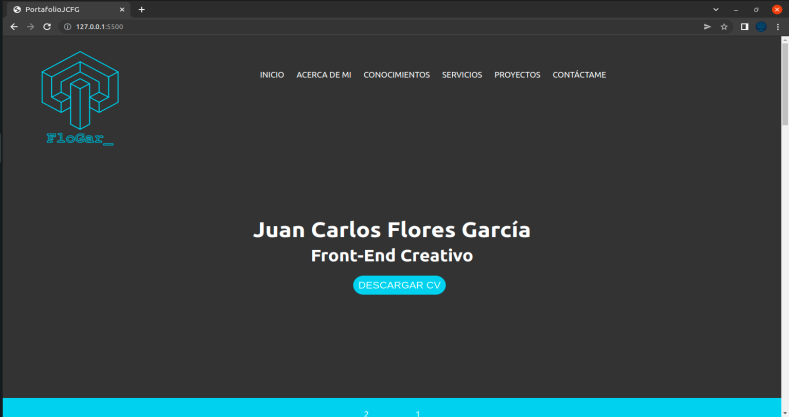 PortafolioJCFG
127.0.0.1:5500
INICIO ACERCA DE MI CONOCIMIENTOS SERVICIOS PROYECTOS CONTÁCTAME
FloGar_
Juan Carlos Flores García
Front-End Creativo
DESCARGAR CV
2 1